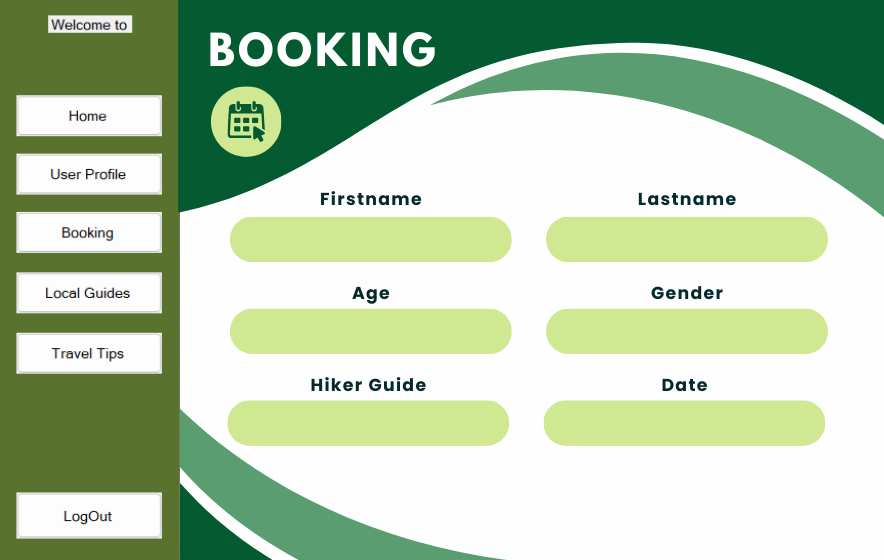 Welcome to
Home
User Profile
Booking
Local Guides
Travel Tips
LogOut
BOOKING
Firstname
Lastname
Age
Gender
Hiker Guide
Date